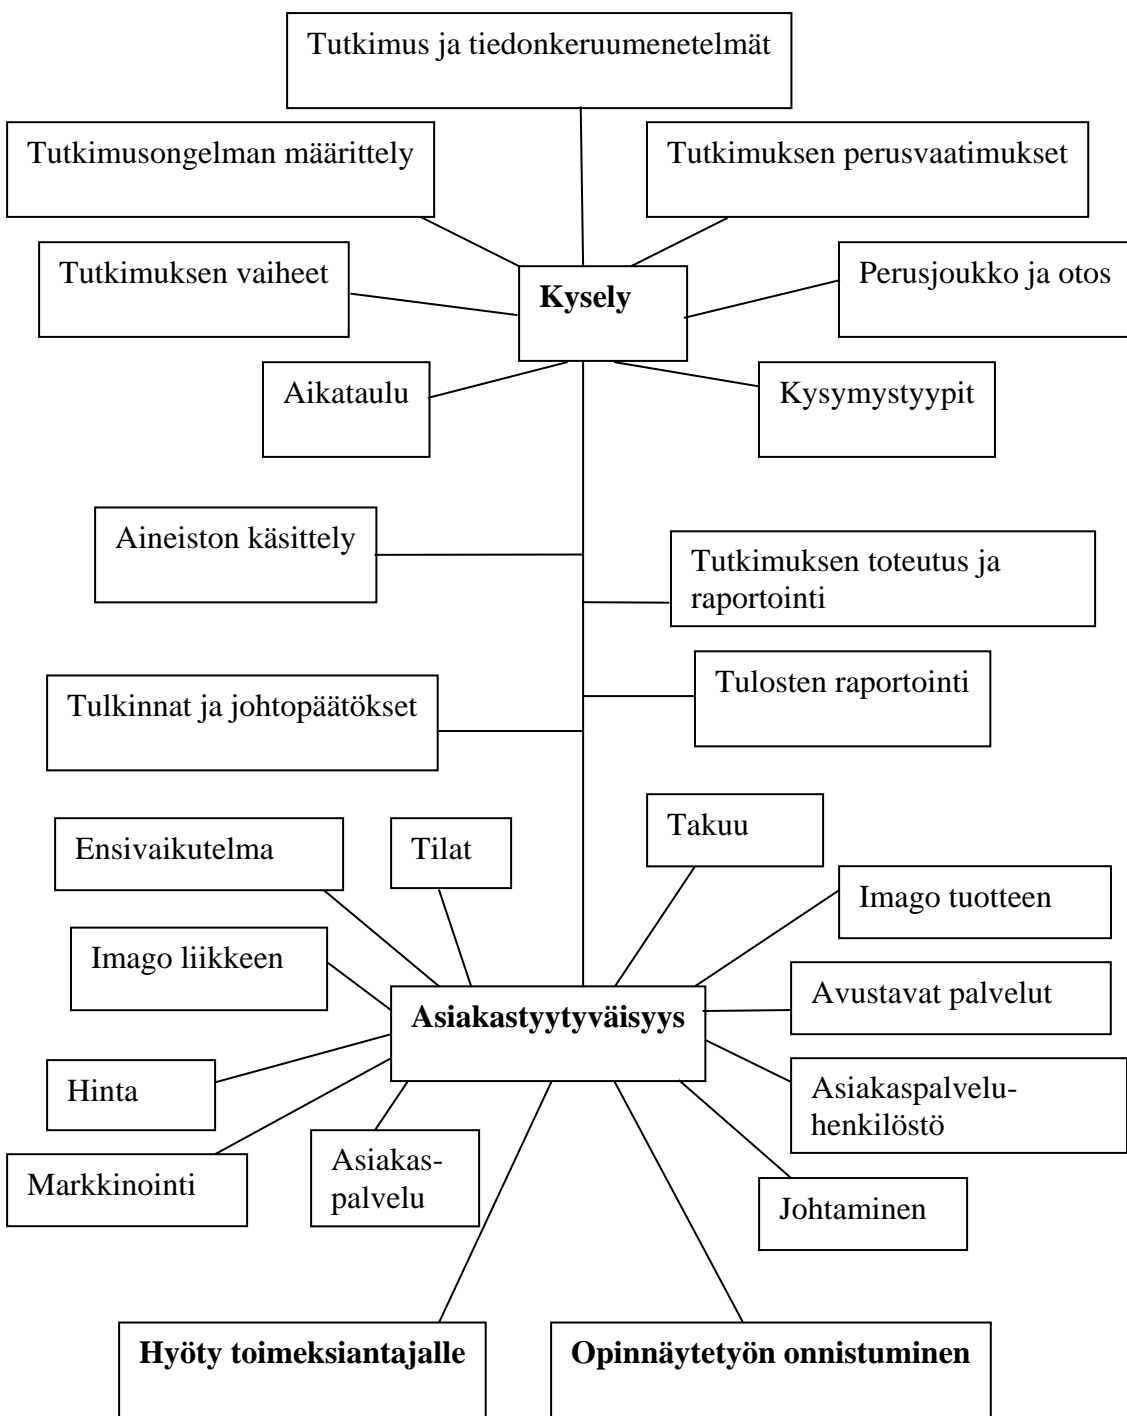 Tutkimus ja tiedonkeruumenetelmät
Tutkimusongelman määrittely
Tutkimuksen perusvaatimukset
Tutkimuksen vaiheet
Kysely
Perusjoukko ja otos
Aikataulu
Kysymystyypit
Aineiston käsittely
Tutkimuksen toteutus ja
raportointi
Tulkinnat ja johtopäätökset
Tulosten raportointi
Ensivaikutelma
Tilat
Takuu
Imago tuotteen
Imago liikkeen
Asiakastyytyväisyys
Avustavat palvelut
Hinta
Asiakaspalvelu-
henkilöstö
Markkinointi
Asiakas-
palvelu
Johtaminen
Hyöty toimeksiantajalle
Opinnäytetyön onnistuminen